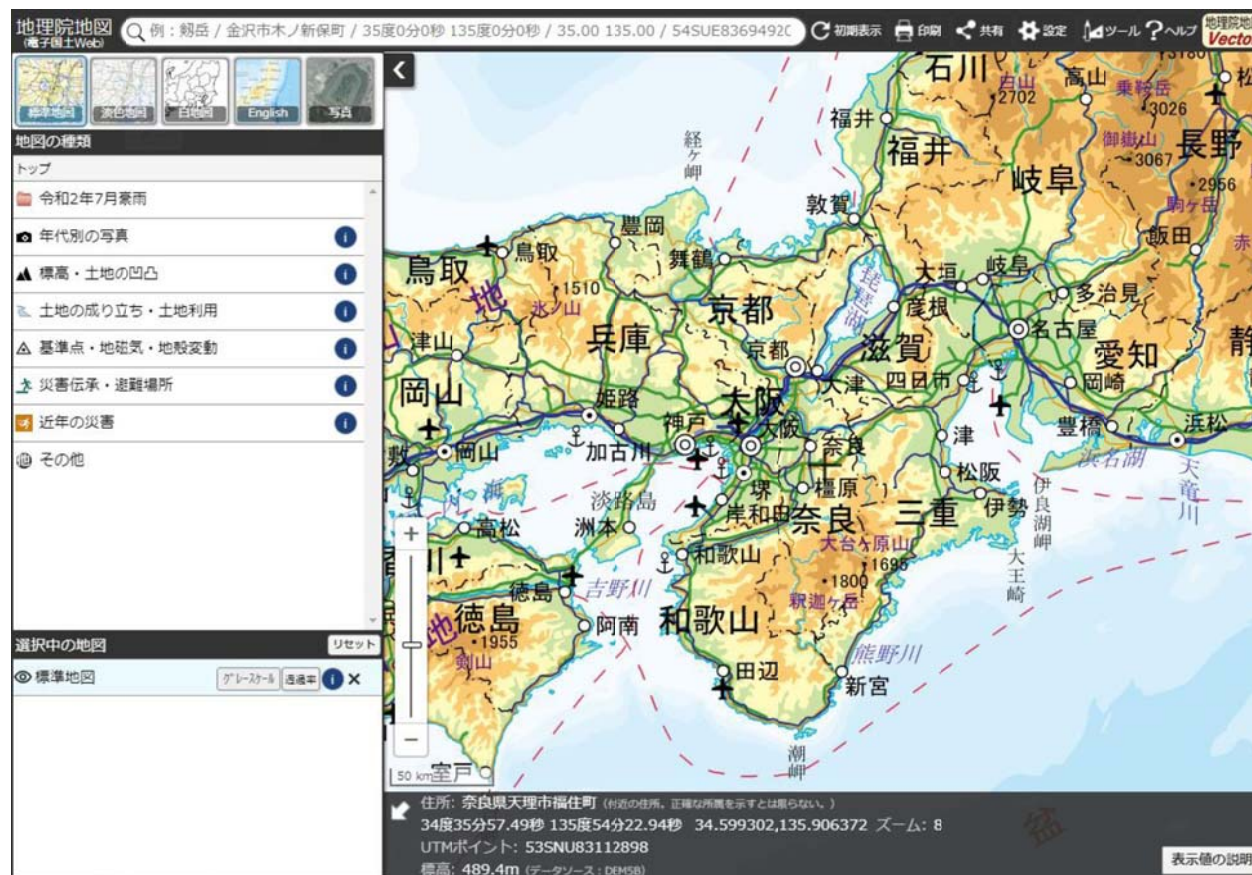 地理院地図
(電子国土Web)
例：剱岳 / 金沢市木ノ新保町 / 35度0分0秒 135度0分0秒 / 35.00 135.00 / 54SUE8369492
初期表示
印刷
共有
設定
ツール
ヘルプ
地理院地
Vecto
標準地図
淡色地図
白地図
English
写真
地図の種類
トップ
令和2年7月豪雨
年代別の写真
標高・土地の凹凸
土地の成り立ち・土地利用
基準点・地磁気・地殻変動
災害伝承・避難場所
近年の災害
その他
選択中の地図
リセット
標準地図
グレースケール
透過率
石川
白山
2702
高山
乗鞍岳
3026
3180
松
福井
福井
御嶽山
3067
長野
経ヶ岬
岐阜
2956
駒ヶ岳
敦賀
飯田
赤
豊岡
舞鶴
鳥取
鳥取
地
1510
氷ノ山
琵琶湖
大垣
岐阜
多治見
彦根
京都
兵庫
山
津山
京都
滋賀
名古屋
愛知
静
大津
四日市
岡崎
岡山
姫路
大阪
神戸
大阪
加古川
奈良
津
豊橋
浜松
岡山
敷
浜名湖
天竜川
堺
橿原
松阪
内
海
淡路島
岸和田
奈良
三重
伊勢
伊良湖岬
高松
洲本
大台ヶ原山
1695
大王崎
和歌山
1800
川
徳島
吉野川
釈迦ヶ岳
徳島
阿南
和歌山
地
1955
剣山
熊野川
田辺
新宮
潮岬
室戸
50 km
住所: 奈良県天理市福住町 (付近の住所。正確な所属を示すとは限らない。)
34度35分57.49秒 135度54分22.94秒 34.599302,135.906372 ズーム: 8
UTMポイント: 53SNU83112898
標高: 489.4m (データソース：DEM5B)
盆
表示値の説明